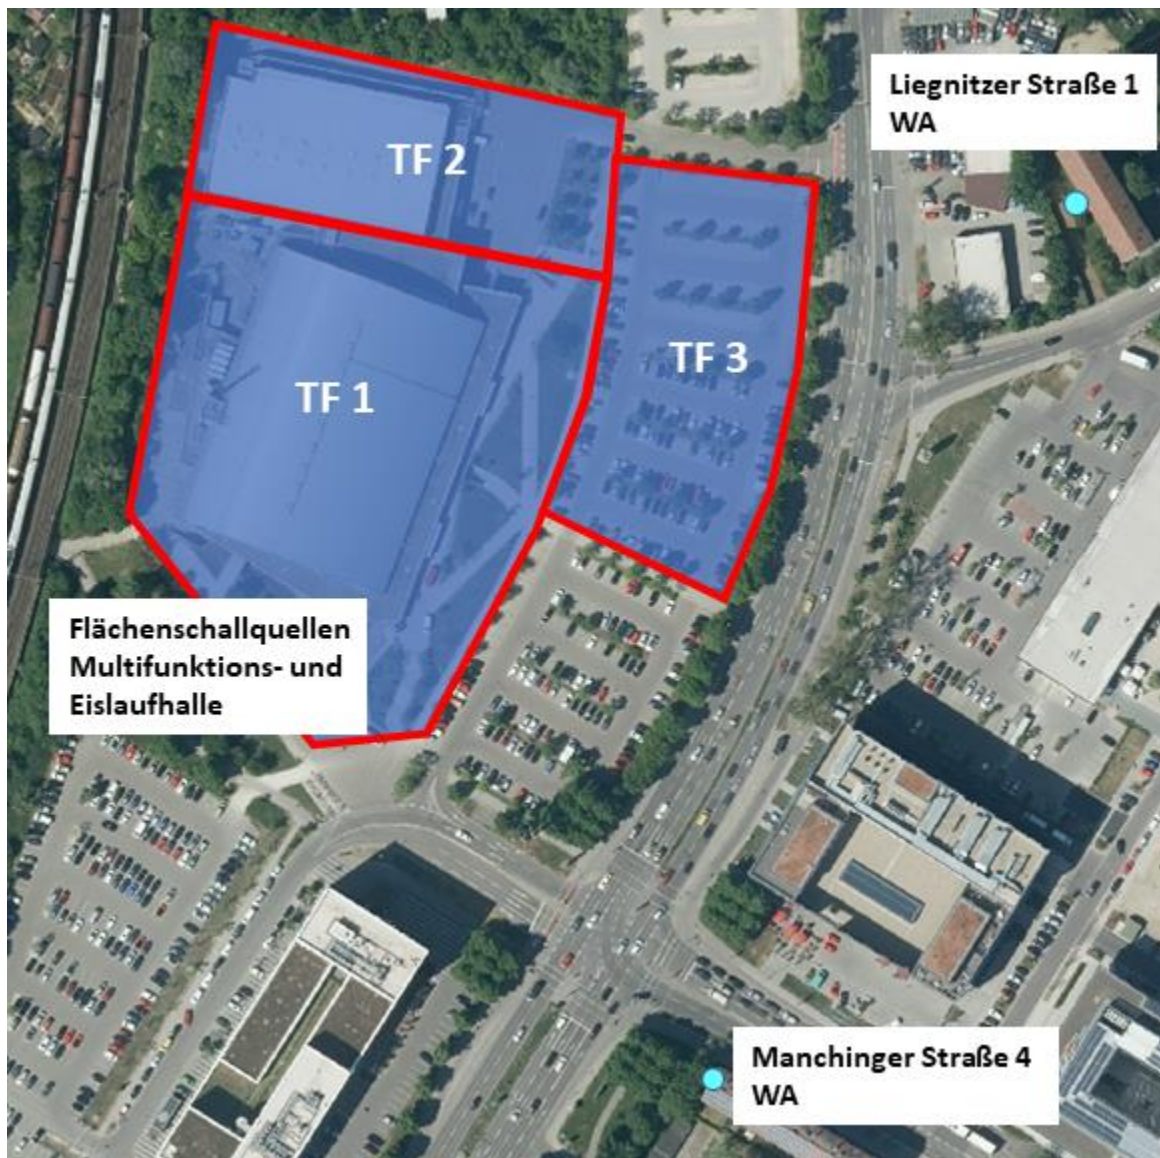 Liegnitzer Straße 1
WA
TF 2
TF 3
TF 1
Flächenschallquellen
Multifunktions- und
Eislaufhalle
Manchinger Straße 4
WA